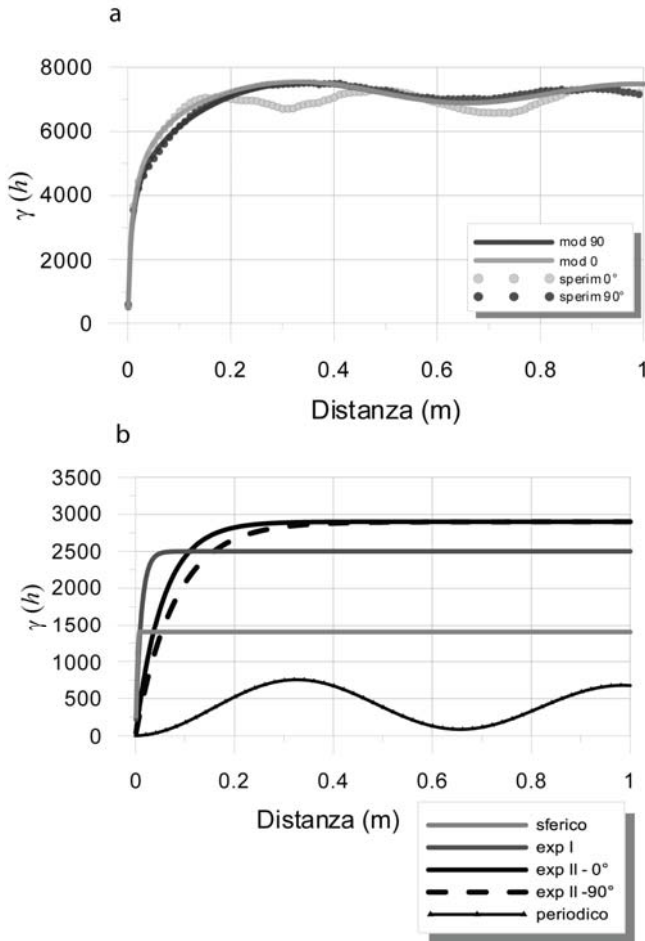 a
8000
6000
4000
2000
0
γ (h)
mod 90
mod 0
sperim 0°
sperim 90°
0 0.2 0.4 0.6 0.8 1
Distanza (m)
b
3500
3000
2500
2000
1500
1000
500
0
γ (h)
0 0.2 0.4 0.6 0.8 1
Distanza (m)
sferico
exp I
exp II - 0°
exp II -90°
periodico